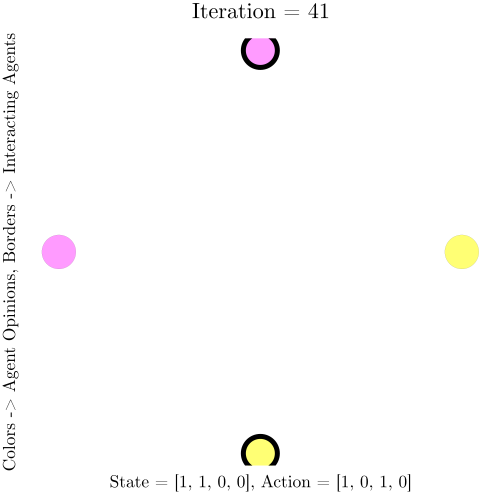 Iteration = 41
Colors -> Agent Opinions, Borders -> Interacting Agents
State = [1, 1, 0, 0], Action = [1, 0, 1, 0]